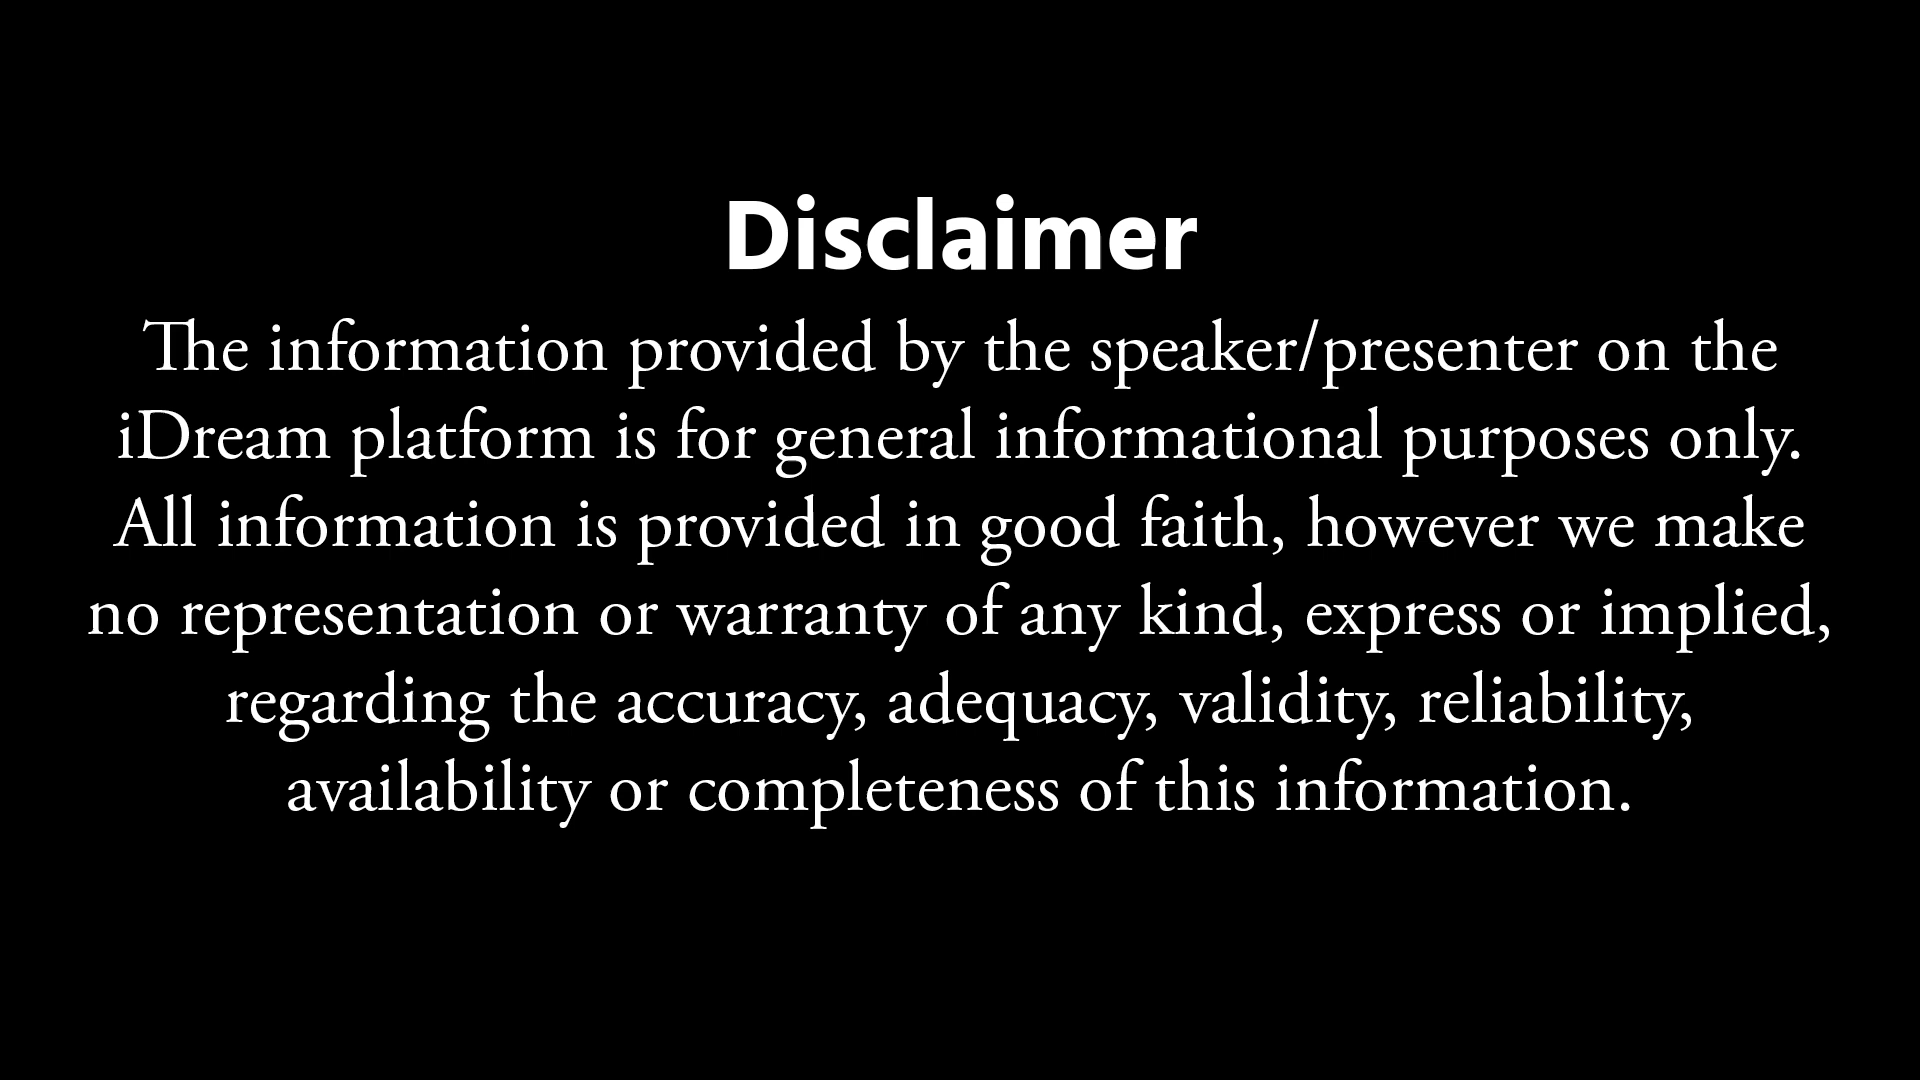 Disclaimer
The information provided by the speaker/presenter on the
iDream platform is for general informational purposes only.
All information is provided in good faith, however we make
no representation or warranty of any kind, express or implied,
regarding the accuracy, adequacy, validity, reliability,
availability or completeness of this information.